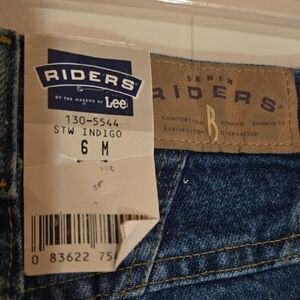 RIDERS
BY THE MAKERS OF Lee
130-5544
STW INDIGO
6 M
0 83622 75
DENIM
RIDERS
R